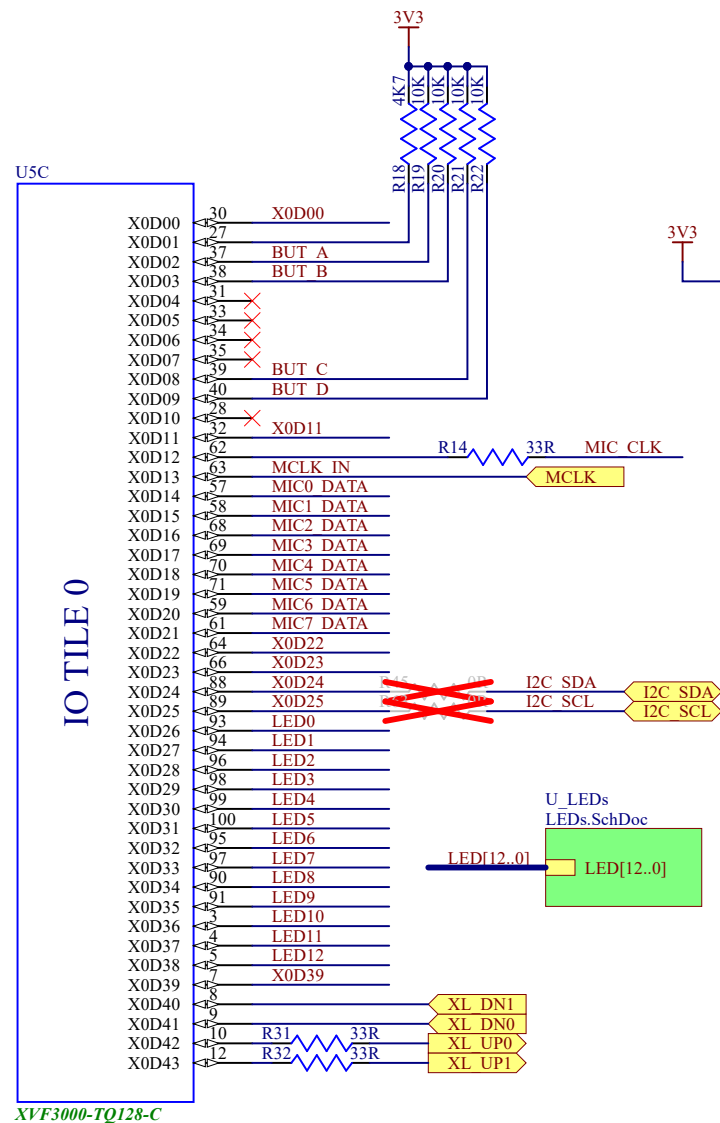 3V3
4K7 10K 10K 10K 10K
R18 R19 R20 R21 R22
U5C
3V3
X0D00 30 X0D00
X0D01 27
X0D02 37 BUT_A
X0D03 38 BUT_B
X0D04 31
X0D05 33
X0D06 34
X0D07 35
X0D08 39 BUT_C
X0D09 40 BUT_D
X0D10 28
X0D11 32 X0D11
X0D12 62 R14 33R MIC_CLK
X0D13 63 MCLK_IN MCLK
X0D14 57 MIC0_DATA
X0D15 58 MIC1_DATA
X0D16 68 MIC2_DATA
X0D17 69 MIC3_DATA
X0D18 70 MIC4_DATA
X0D19 71 MIC5_DATA
X0D20 59 MIC6_DATA
X0D21 61 MIC7_DATA
X0D22 64 X0D22
X0D23 66 X0D23
X0D24 88 X0D24 I2C_SDA I2C_SDA
X0D25 89 X0D25 I2C_SCL I2C_SCL
X0D26 93 LED0
X0D27 94 LED1
X0D28 96 LED2
X0D29 98 LED3
X0D30 99 LED4
X0D31 100 LED5
X0D32 95 LED6
X0D33 97 LED7
X0D34 90 LED8
X0D35 91 LED9
X0D36 3 LED10
X0D37 4 LED11
X0D38 5 LED12
X0D39 7 X0D39
X0D40 8 XL_DN1
X0D41 9 XL_DN0
X0D42 10 R31 33R XL_UP0
X0D43 12 R32 33R XL_UP1
IO TILE 0
U_LEDs
LEDs.SchDoc
LED[12..0] LED[12..0]
XVF3000-TQ128-C